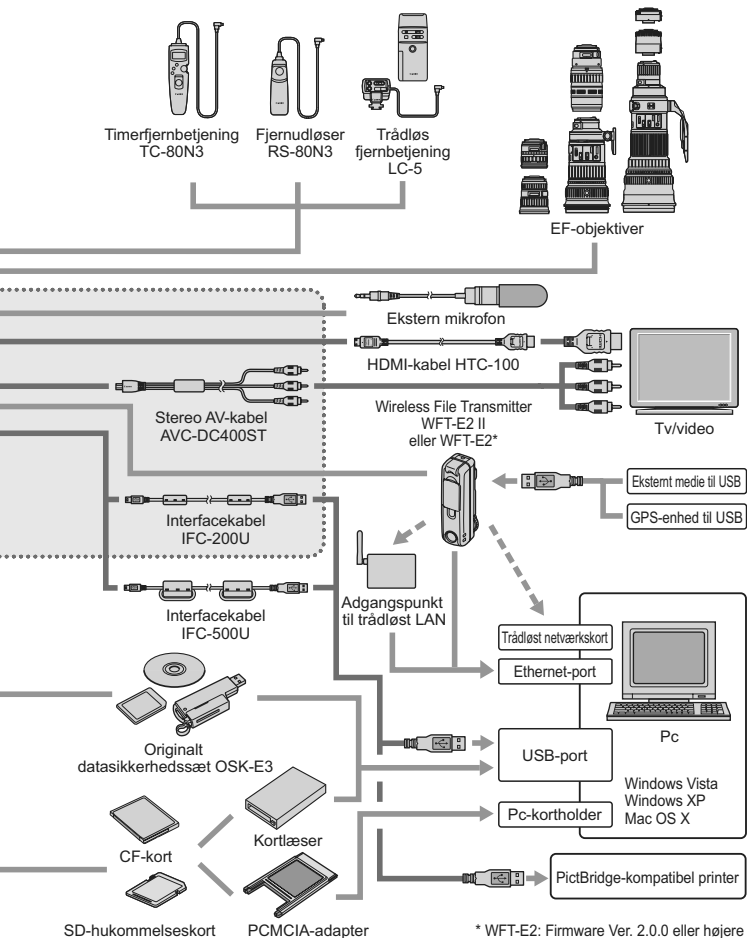 Timerfjernbetjening
TC-80N3
Fjernudløser
RS-80N3
Trådløs
fjernbetjening
LC-5
EF-objektiver
Ekstern mikrofon
HDMI-kabel HTC-100
Stereo AV-kabel
AVC-DC400ST
Wireless File Transmitter
WFT-E2 II
eller WFT-E2*
Tv/video
Eksternt medie til USB
GPS-enhed til USB
Interfacekabel
IFC-200U
Interfacekabel
IFC-500U
Adgangspunkt
til trådløst LAN
Trådløst netværkskort
Ethernet-port
Pc
Originalt
datasikkerhedssæt OSK-E3
USB-port
Windows Vista
Windows XP
Mac OS X
Kortlæser
CF-kort
Pc-kortholder
PictBridge-kompatibel printer
SD-hukommelseskort
PCMCIA-adapter
* WFT-E2: Firmware Ver. 2.0.0 eller højere